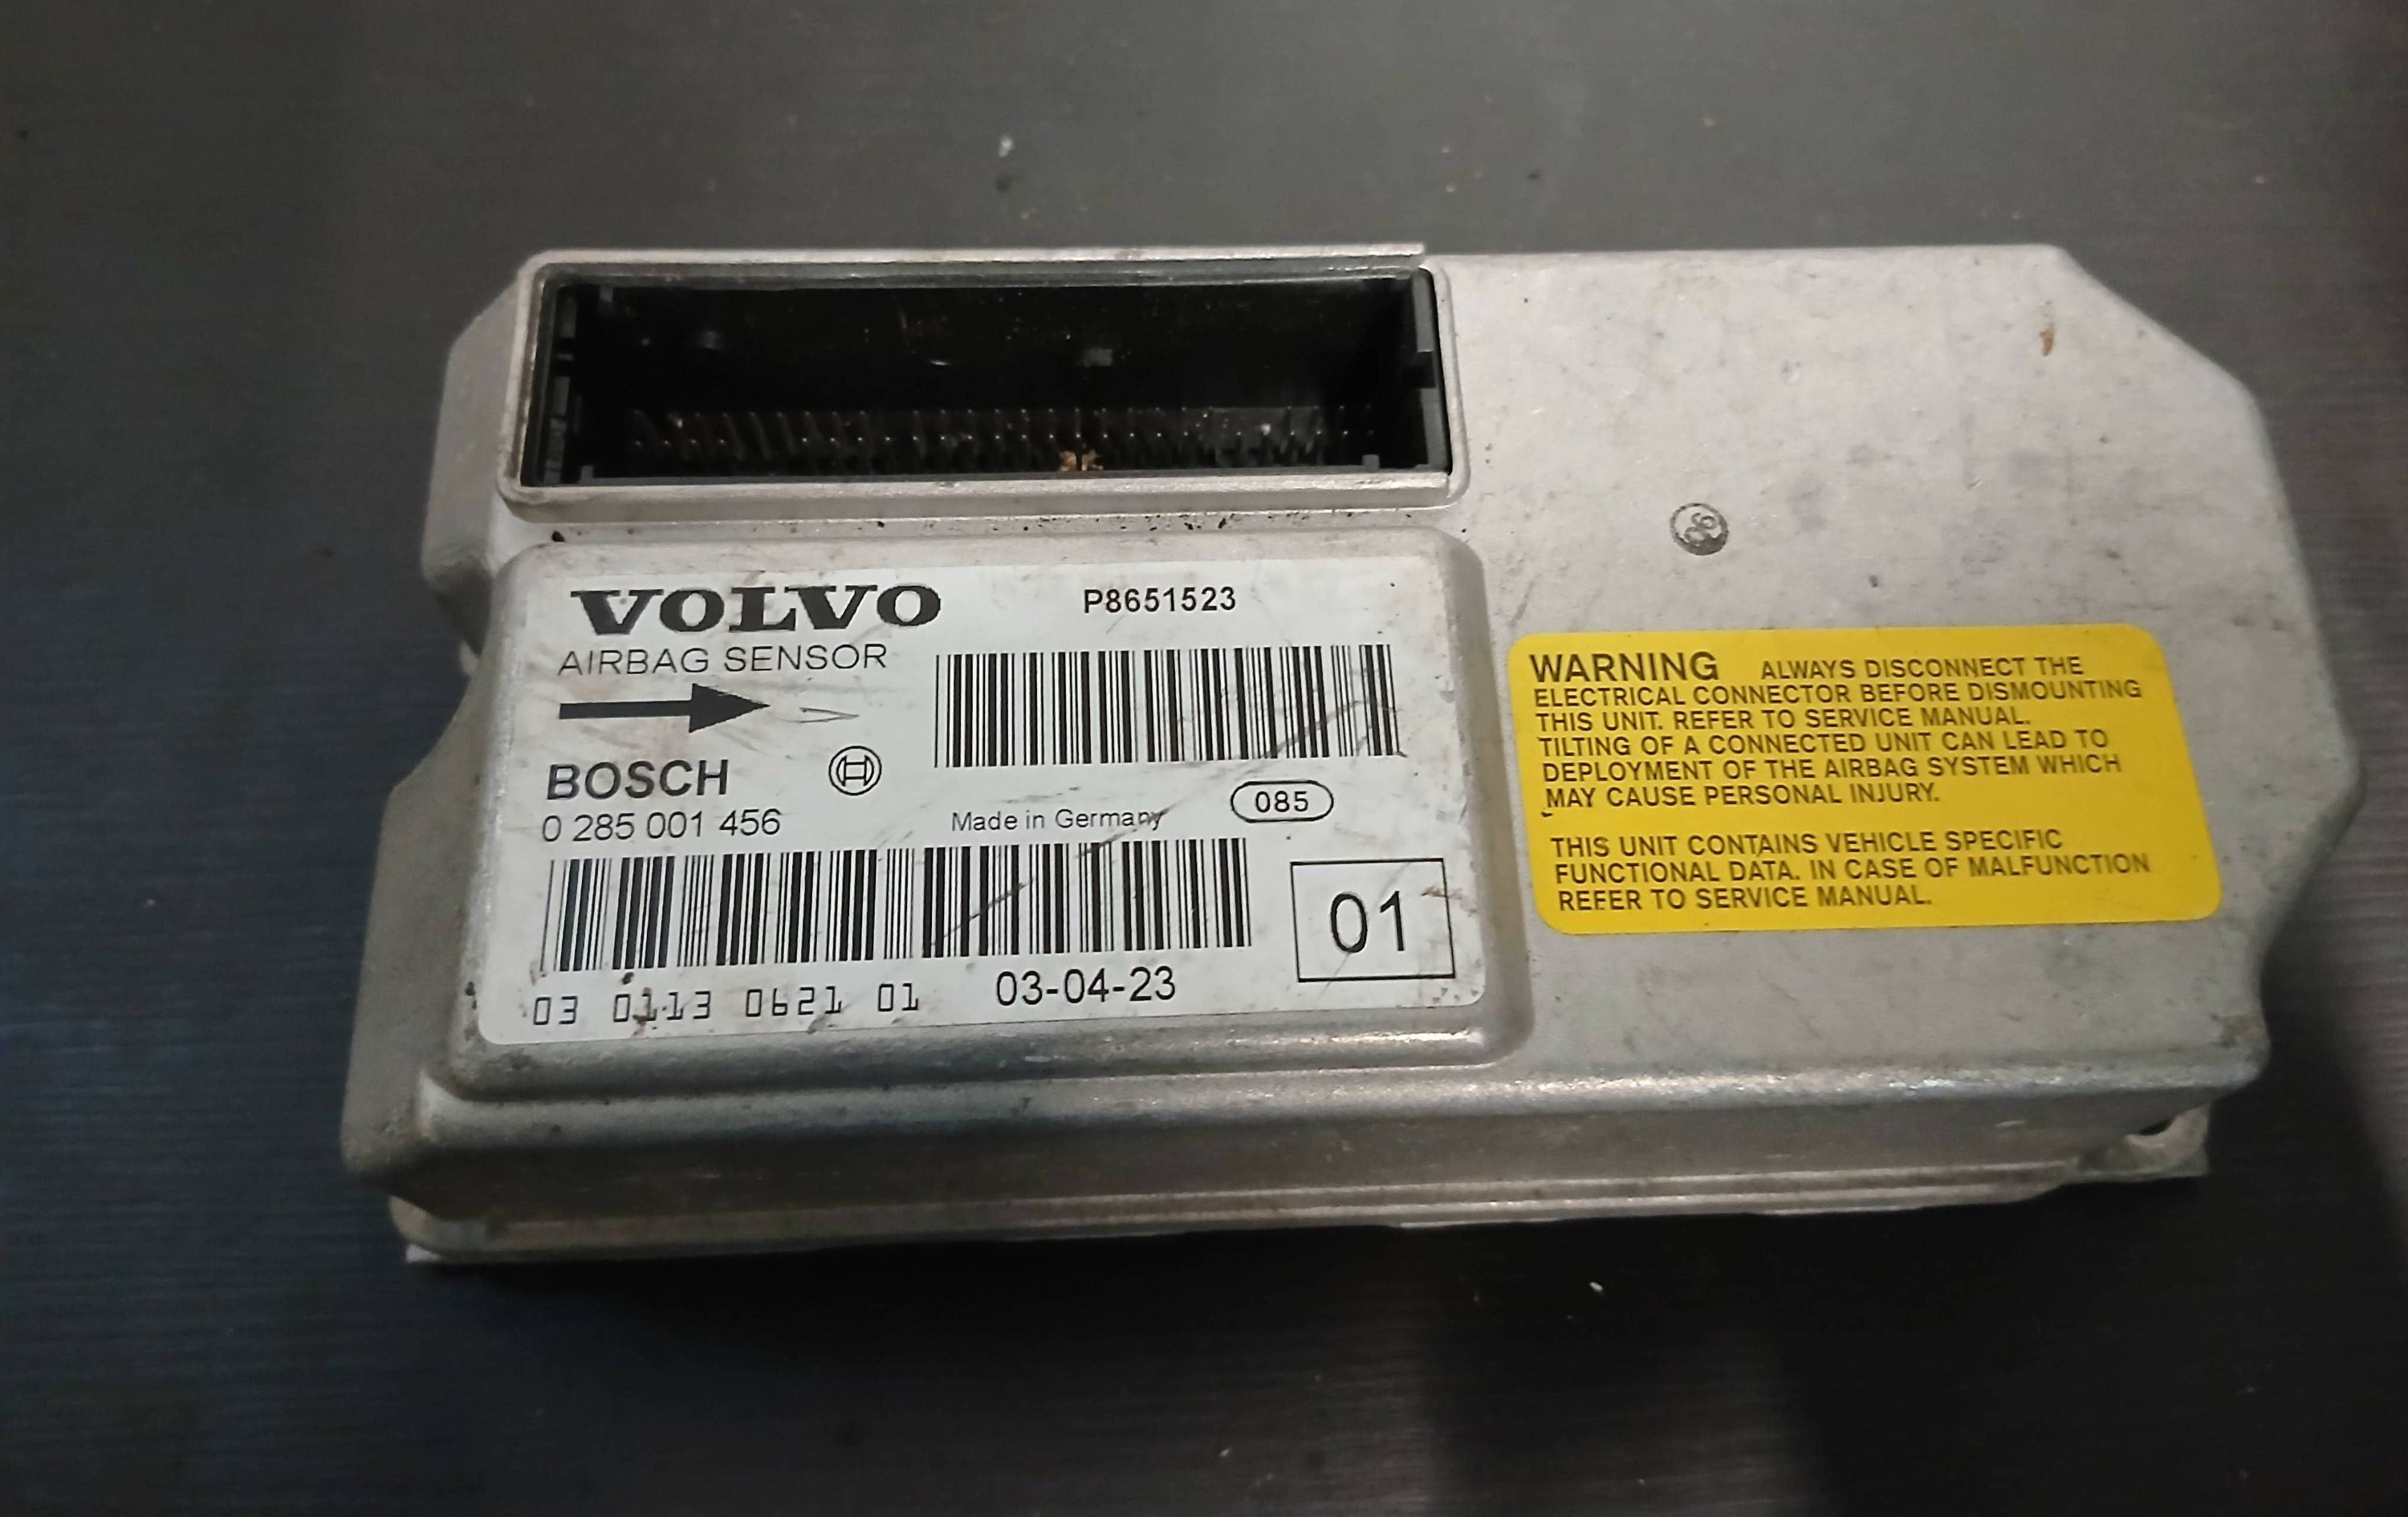 VOLVO
P8651523
AIRBAG SENSOR
BOSCH
0 285 001 456
Made in Germany
085
01
03 0113 0621 01
03-04-23
WARNING ALWAYS DISCONNECT THE
ELECTRICAL CONNECTOR BEFORE DISMOUNTING
THIS UNIT. REFER TO SERVICE MANUAL.
TILTING OF A CONNECTED UNIT CAN LEAD TO
DEPLOYMENT OF THE AIRBAG SYSTEM WHICH
MAY CAUSE PERSONAL INJURY.
THIS UNIT CONTAINS VEHICLE SPECIFIC
FUNCTIONAL DATA. IN CASE OF MALFUNCTION
REFER TO SERVICE MANUAL.